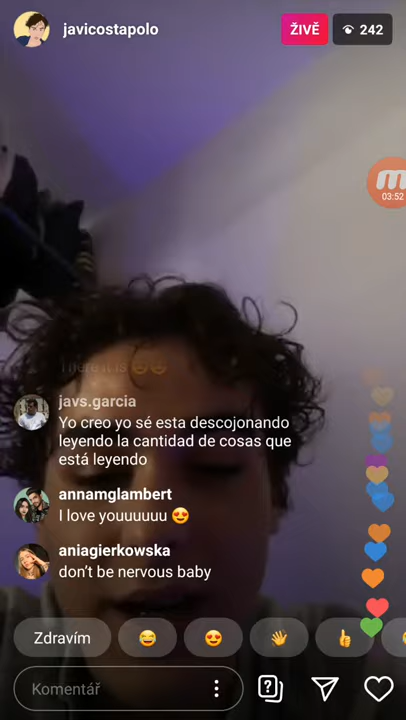 javicostapolo
ŽIVĚ
242
03:52
There it is
javs.garcia
Yo creo yo sé esta descojonando
leyendo la cantidad de cosas que
está leyendo
annamglambert
I love youuuuuu 😍
aniagierkowska
don't be nervous baby
Zdravím
Komentář